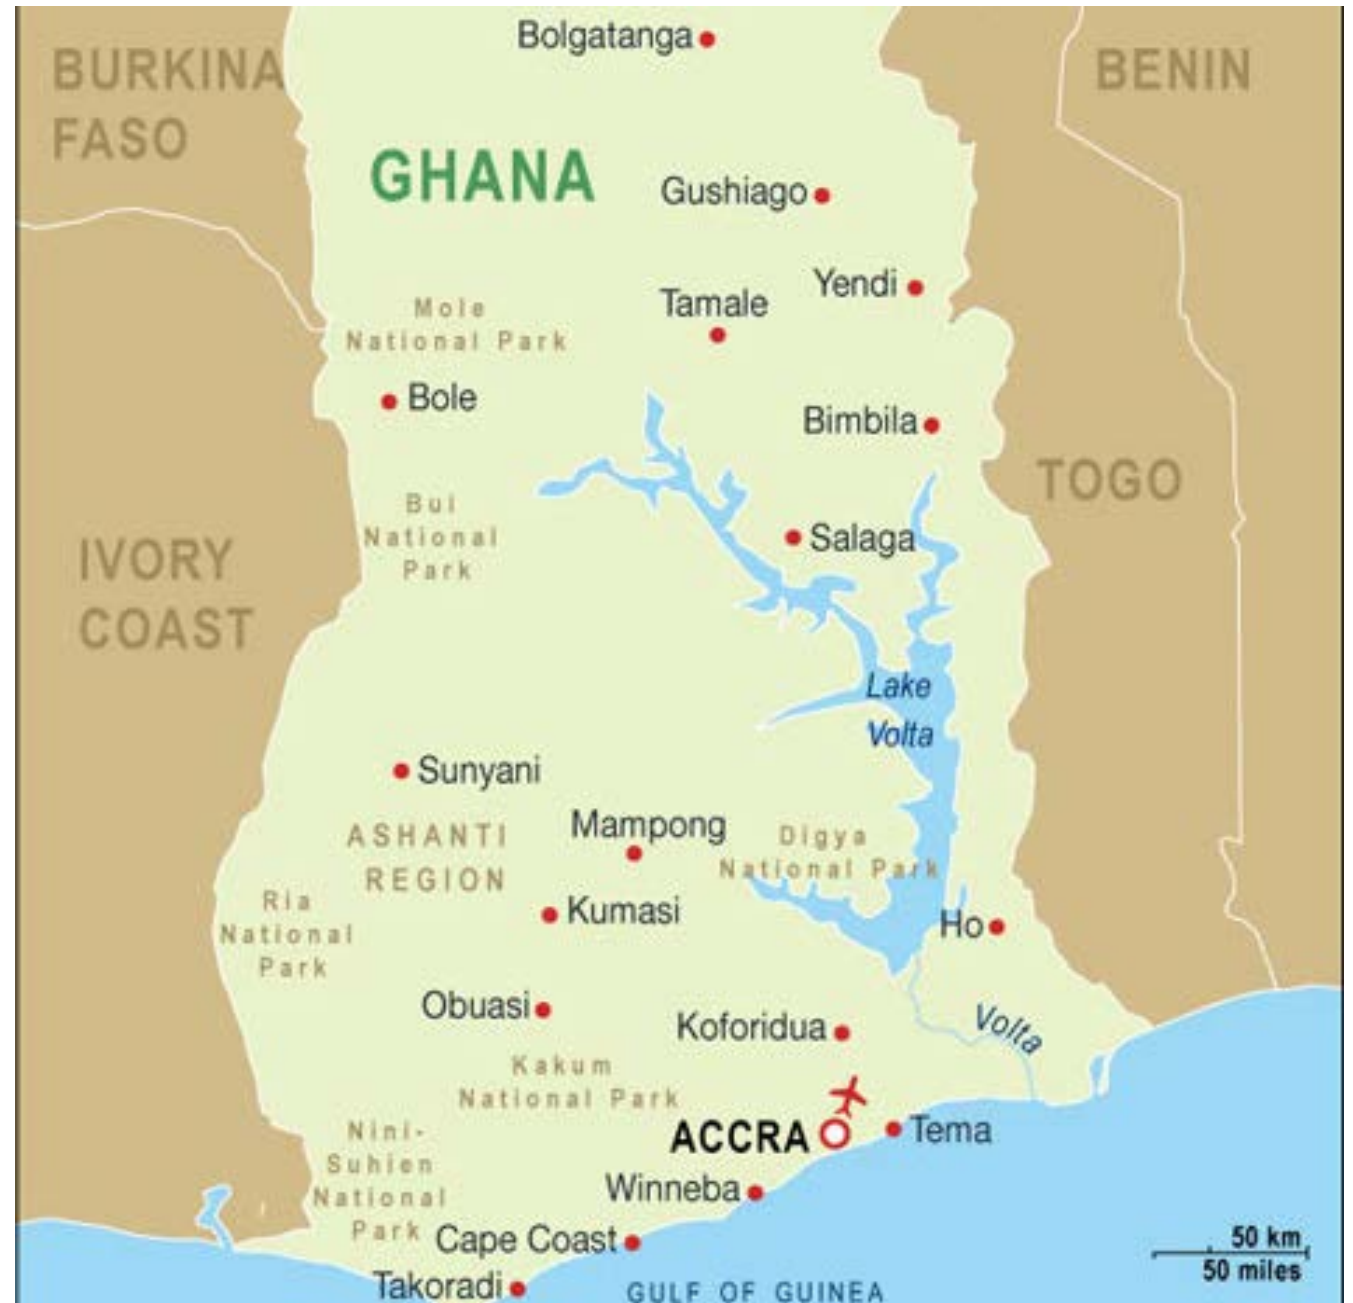 Bolgatanga
BURKINA
FASO
BENIN
GHANA
Gushiago
Yendi
Tamale
Mole
National Park
Bole
Bimbila
TOGO
Bui
National
Park
Salaga
IVORY
COAST
Lake
Volta
Sunyani
Mampong
ASHANTI
REGION
Digya
National Park
Ria
National
Park
Kumasi
Ho
Obuasi
Koforidua
Volta
Kakum
National Park
ACCRA
Tema
Nini-
Suhien
National
Park
Winneba
Cape Coast
Takoradi
GULF OF GUINEA
50 km
50 miles